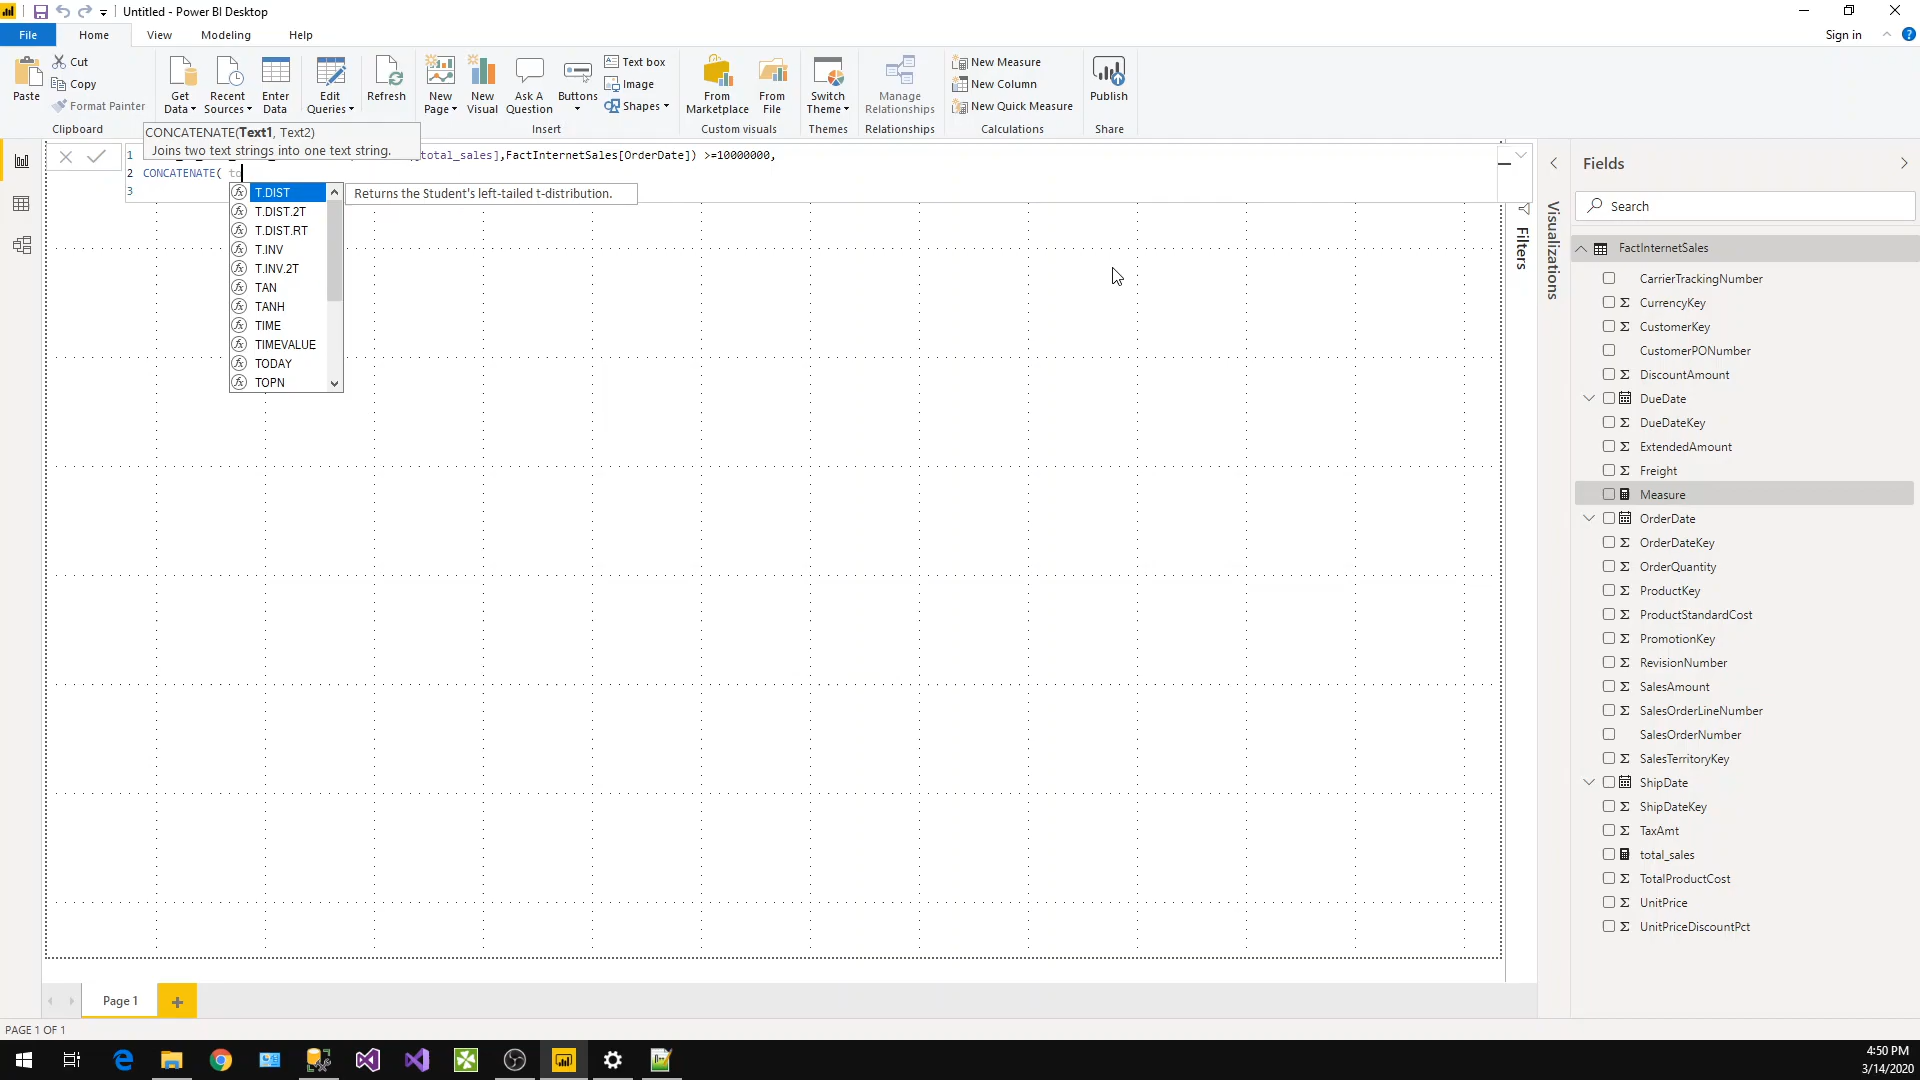 Untitled - Power BI Desktop
File Home View Modeling Help Sign in
Paste
Cut
Copy
Format Painter
Get Data
Recent Sources
Enter Data
Edit Queries
Refresh
New Page
New Visual
Ask A Question
Buttons
Text box
Image
Shapes
From Marketplace
From File
Switch Theme
Manage Relationships
New Measure
New Column
New Quick Measure
Publish
Clipboard Insert Custom visuals Themes Relationships Calculations Share
CONCATENATE(Text1, Text2)
Joins two text strings into one text string.
1 total_sales],FactInternetSales[OrderDate]) >=10000000,
2 CONCATENATE( to
3
T.DIST
Returns the Student's left-tailed t-distribution.
T.DIST.2T
T.DIST.RT
T.INV
T.INV.2T
TAN
TANH
TIME
TIMEVALUE
TODAY
TOPN
Filters
Visualizations
Fields
Search
FactInternetSales
CarrierTrackingNumber
CurrencyKey
CustomerKey
CustomerPONumber
DiscountAmount
DueDate
DueDateKey
ExtendedAmount
Freight
Measure
OrderDate
OrderDateKey
OrderQuantity
ProductKey
ProductStandardCost
PromotionKey
RevisionNumber
SalesAmount
SalesOrderLineNumber
SalesOrderNumber
SalesTerritoryKey
ShipDate
ShipDateKey
TaxAmt
total_sales
TotalProductCost
UnitPrice
UnitPriceDiscountPct
Page 1
PAGE 1 OF 1
4:50 PM
3/14/2020